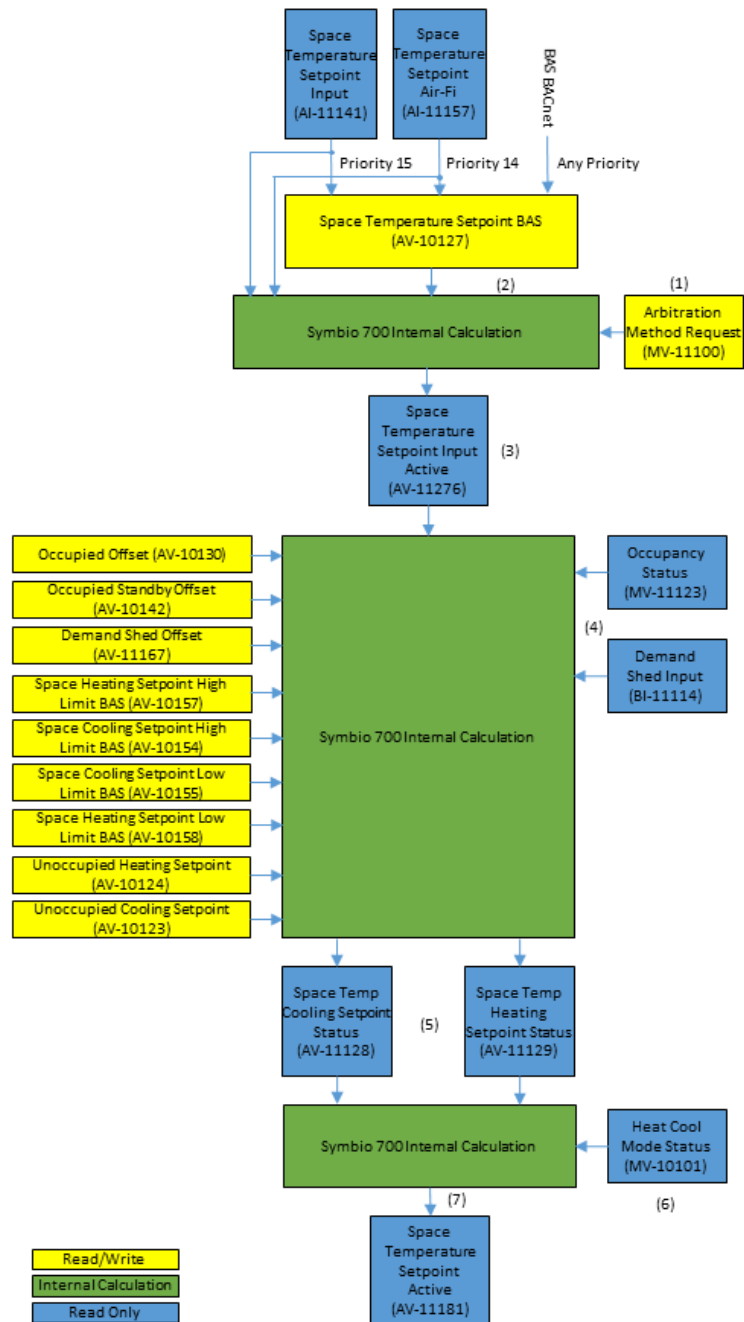 Space
Temperature
Setpoint
Input
(AI-11141)
Space
Temperature
Setpoint
Air-Fi
(AI-11157)
BAS BACnet
Priority 15
Priority 14
Any Priority
Space Temperature Setpoint BAS
(AV-10127)
(2)
(1)
Symbio 700 Internal Calculation
Arbitration
Method Request
(MV-11100)
Space
Temperature
Setpoint Input
Active
(AV-11276)
(3)
Occupied Offset (AV-10130)
Occupied Standby Offset
(AV-10142)
Demand Shed Offset
(AV-11167)
Space Heating Setpoint High
Limit BAS (AV-10157)
Space Cooling Setpoint High
Limit BAS (AV-10154)
Space Cooling Setpoint Low
Limit BAS (AV-10155)
Space Heating Setpoint Low
Limit BAS (AV-10158)
Unoccupied Heating Setpoint
(AV-10124)
Unoccupied Cooling Setpoint
(AV-10123)
Symbio 700 Internal Calculation
Occupancy
Status
(MV-11123)
(4)
Demand
Shed Input
(BI-11114)
Space Temp
Cooling Setpoint
Status
(AV-11128)
(5)
Space Temp
Heating
Setpoint Status
(AV-11129)
Symbio 700 Internal Calculation
Heat Cool
Mode Status
(MV-10101)
(6)
(7)
Space
Temperature
Setpoint
Active
(AV-11181)
Read/Write
Internal Calculation
Read Only